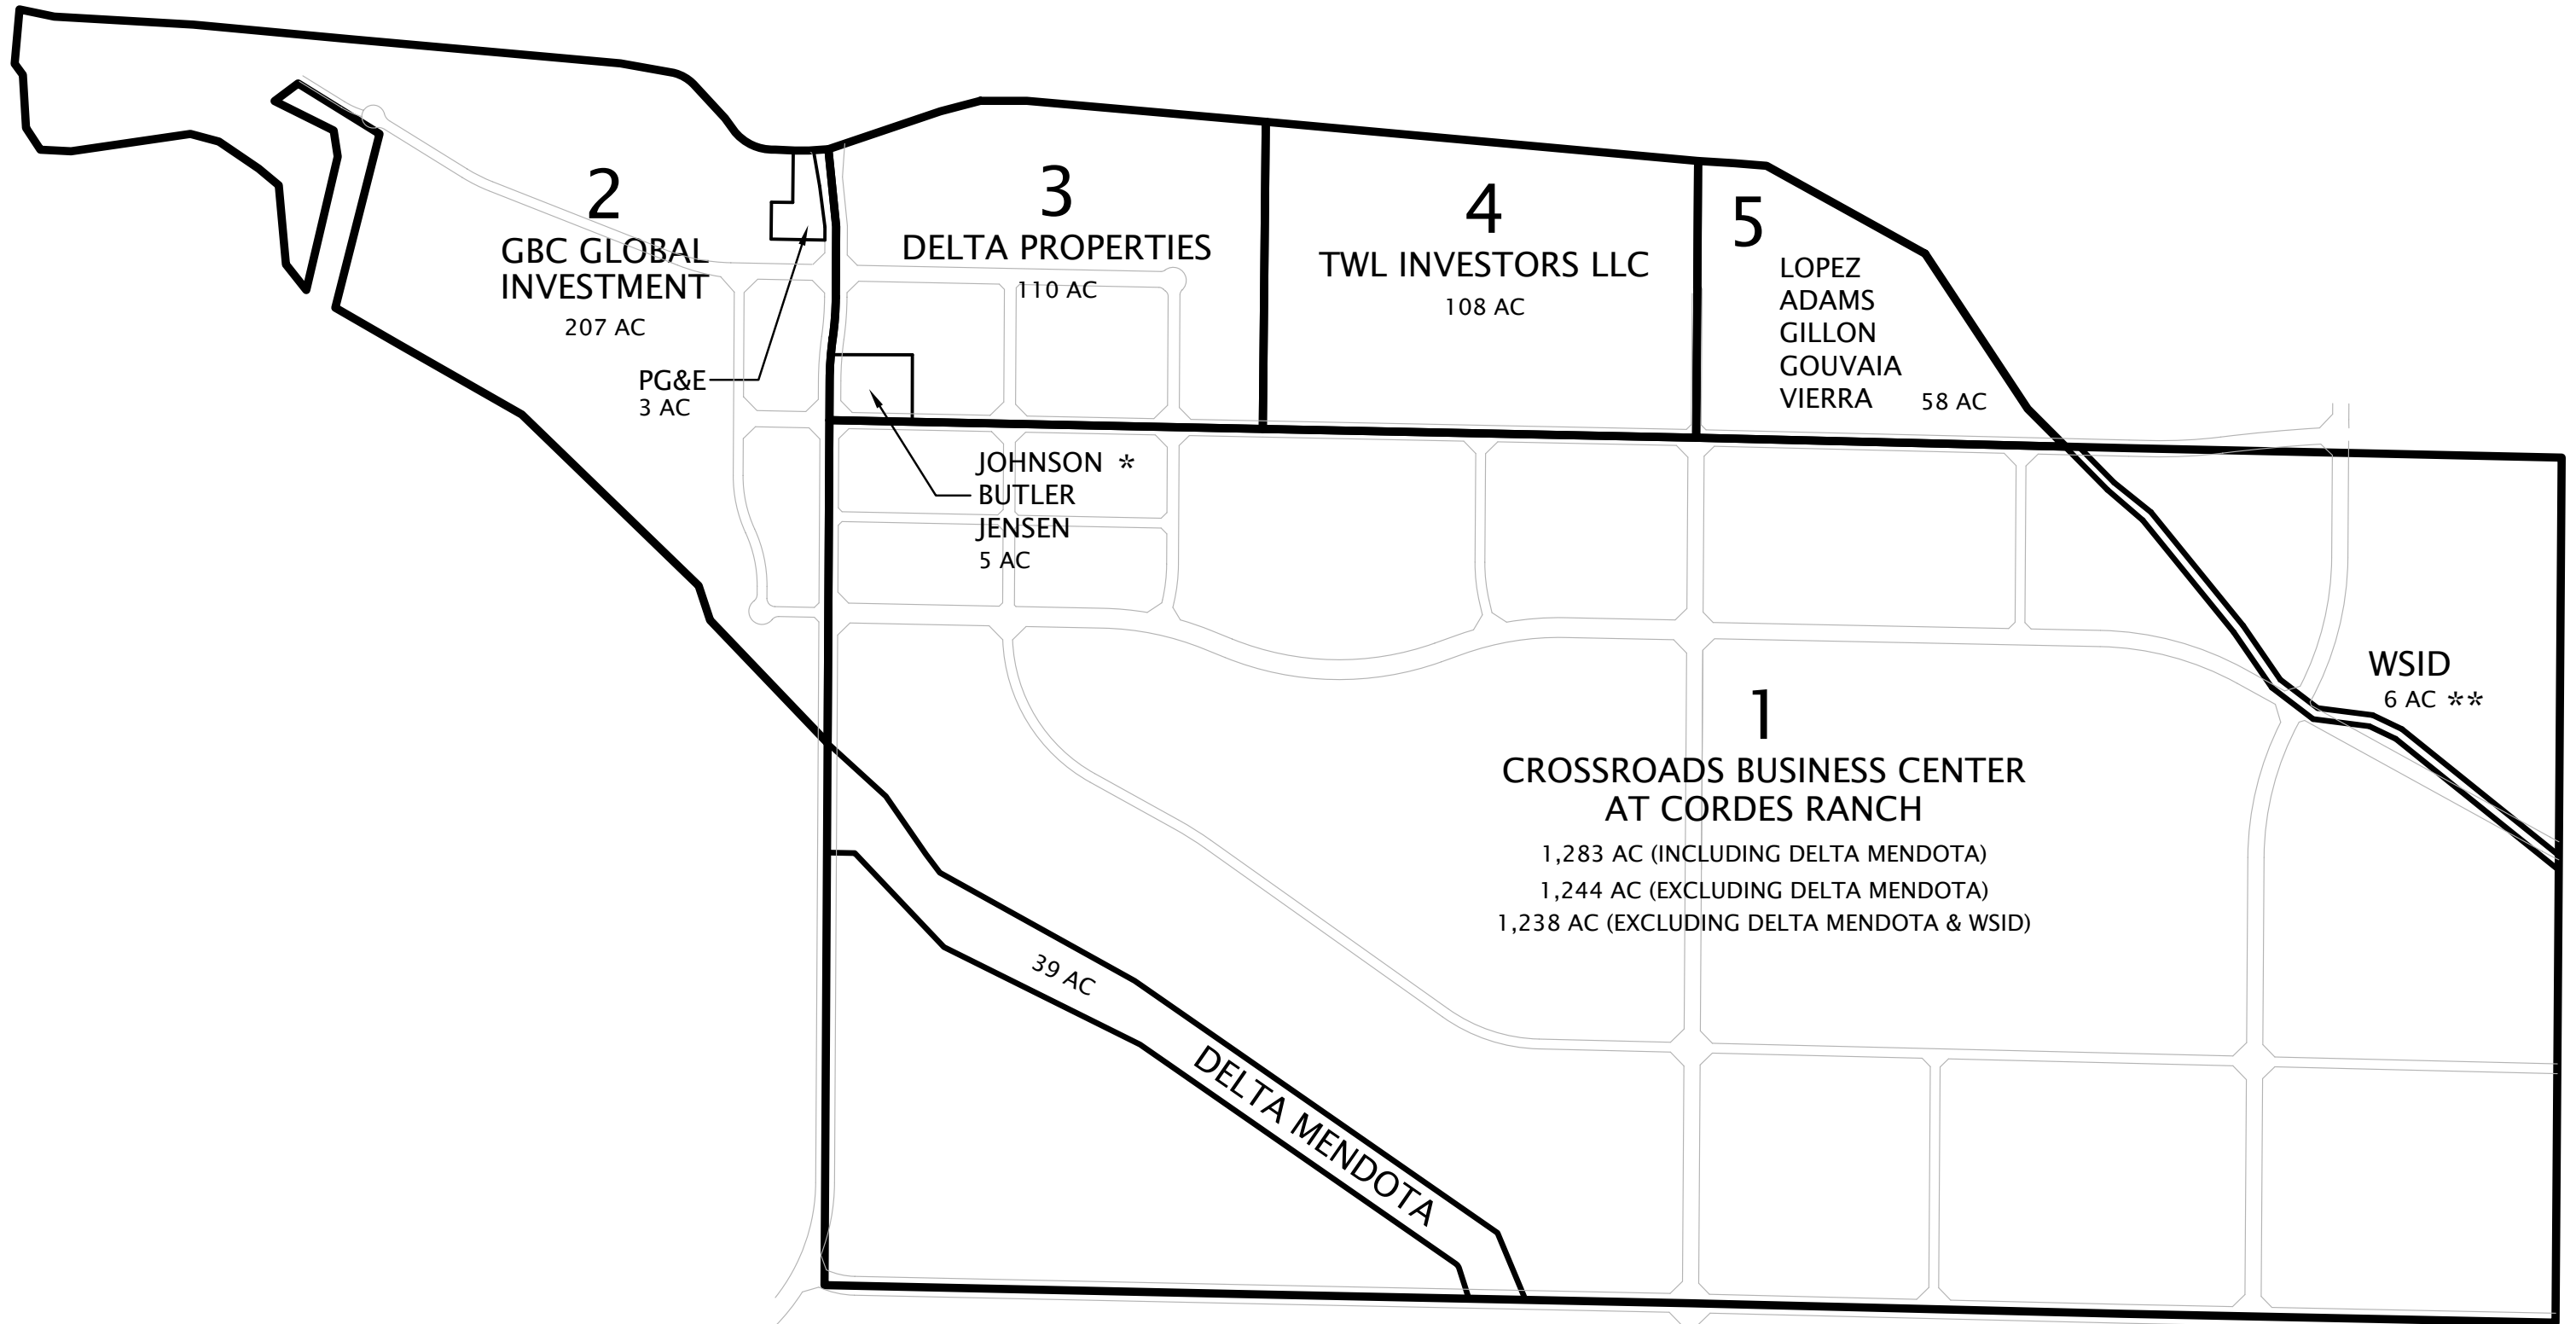 2
GBC GLOBAL
INVESTMENT
207 AC
PG&E
3 AC
3
DELTA PROPERTIES
110 AC
JOHNSON *
BUTLER
JENSEN
5 AC
4
TWL INVESTORS LLC
108 AC
5
LOPEZ
ADAMS
GILLON
GOUVAIA
VIERRA 58 AC
WSID
6 AC **
1
CROSSROADS BUSINESS CENTER
AT CORDES RANCH
1,283 AC (INCLUDING DELTA MENDOTA)
1,244 AC (EXCLUDING DELTA MENDOTA)
1,238 AC (EXCLUDING DELTA MENDOTA & WSID)
39 AC
DELTA MENDOTA